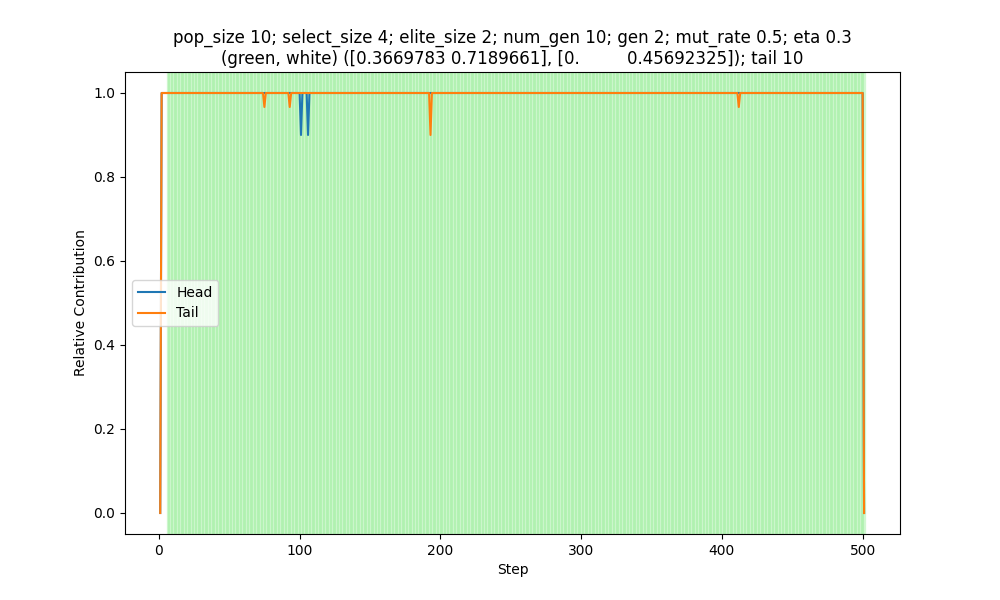 pop_size 10; select_size 4; elite_size 2; num_gen 10; gen 2; mut_rate 0.5; eta 0.3
(green, white) ([0.3669783 0.7189661], [0.         0.45692325]); tail 10
1.0
0.8
0.6
0.4
0.2
0.0
Relative Contribution
Head
Tail
0 100 200 300 400 500
Step